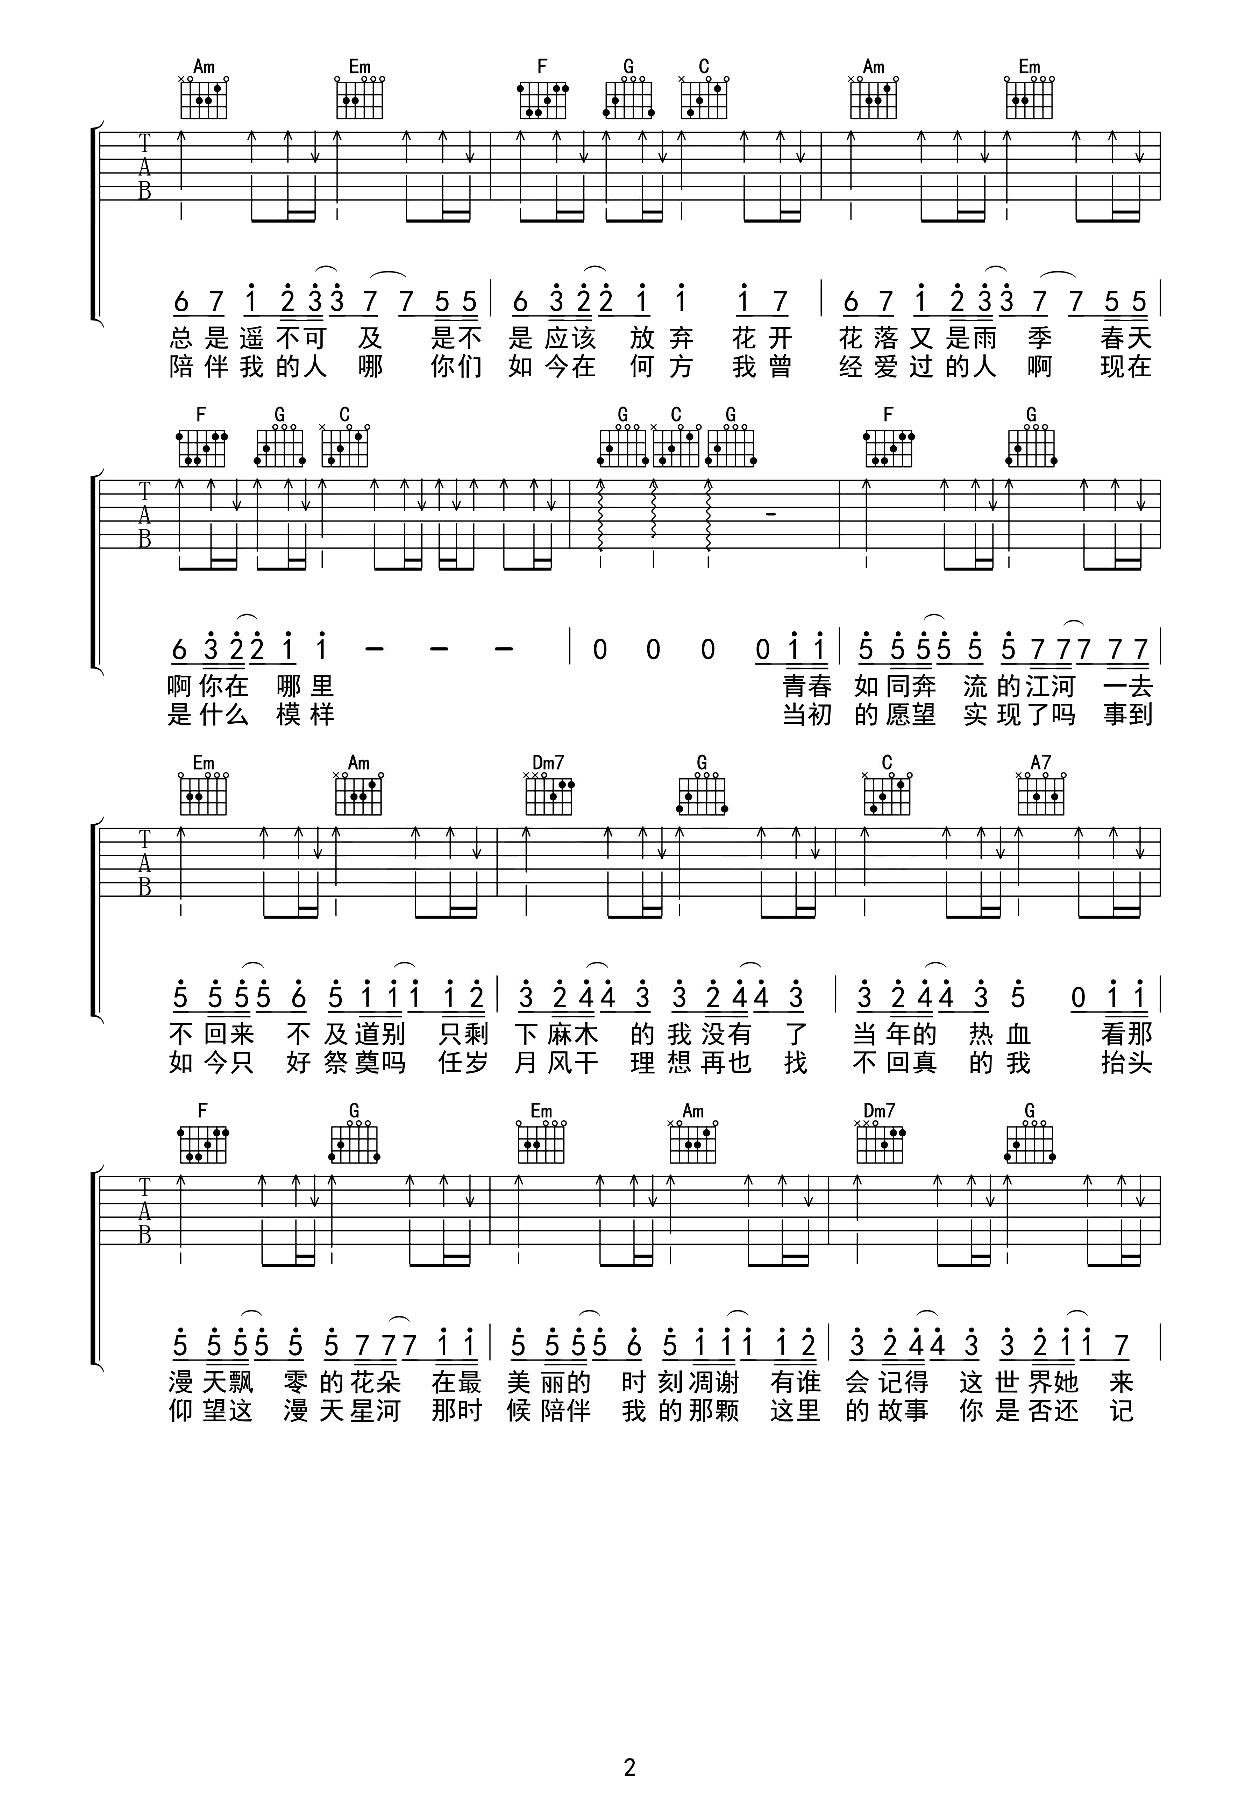 Am Em F G C Am Em
T A B
6 7 1 2 3 3 7 7 5 5 | 6 3 2 2 1 1 1 7 | 6 7 1 2 3 3 7 7 5 5 |
总是遥不可及 是不是应该放弃 花开花落又是雨季 春天
陪伴我的人哪 你们如今在何方 我曾经爱过的人啊 现在
F G C G C G F G
T A B
6 3 2 2 1 1 - - - | 0 0 0 0 1 1 | 5 5 5 5 5 5 7 7 7 7 7 |
啊你在哪里 青春如同奔流的江河 一去
是什么模样 当初的愿望实现了吗 事到
Em Am Dm7 G C A7
T A B
5 5 5 5 6 5 1 1 1 1 2 | 3 2 4 4 3 3 2 4 4 3 | 3 2 4 4 3 5 0 1 1 |
不回来不及道别 只剩下麻木的我没有了当年的热血 看那
如今只好祭奠吗 任岁月风干理想再也找不回真的我 抬头
F G Em Am Dm7 G
T A B
5 5 5 5 5 5 7 7 7 1 1 | 5 5 5 5 6 5 1 1 1 1 2 | 3 2 4 4 3 3 2 1 1 7 |
漫天飘零的花朵 在最美丽的时刻凋谢 有谁会记得这世界她来
仰望这漫天星河 那时候陪伴我的那颗 这里的故事你是否还记
2